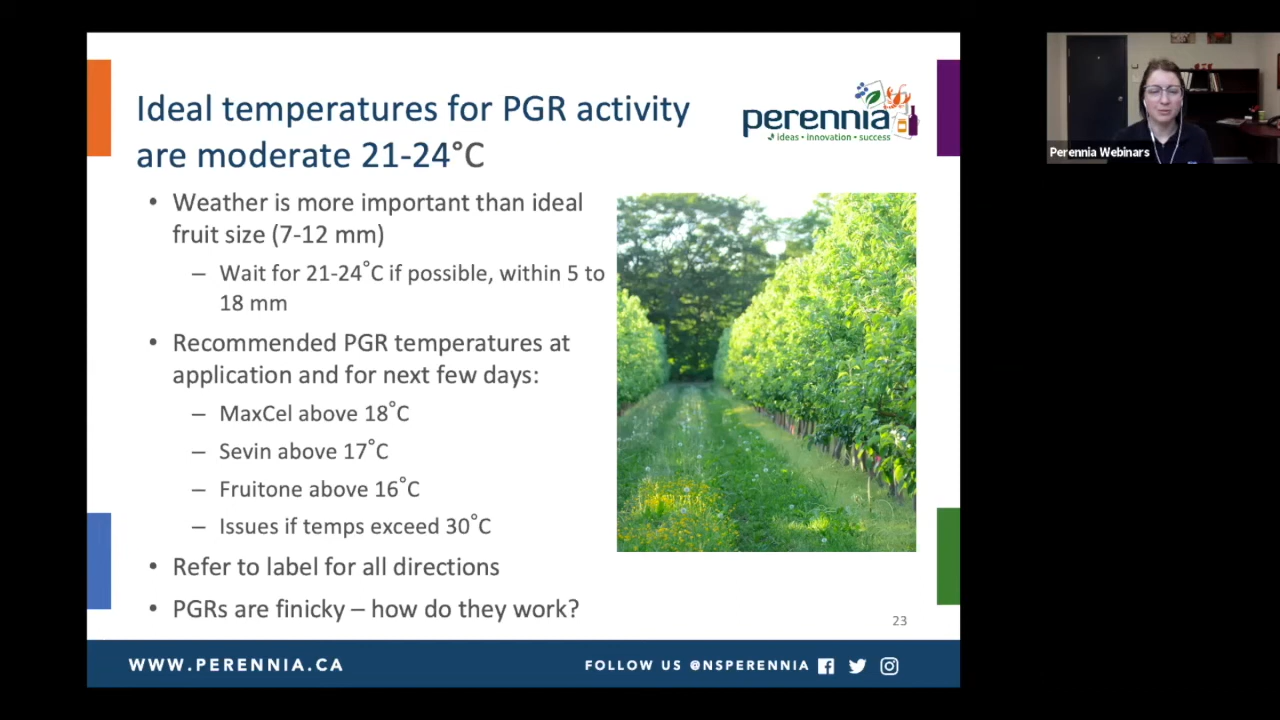 Ideal temperatures for PGR activity
are moderate 21-24°C
perennia
ideas • innovation • success
• Weather is more important than ideal
fruit size (7-12 mm)
– Wait for 21-24˚C if possible, within 5 to
18 mm
• Recommended PGR temperatures at
application and for next few days:
– MaxCel above 18˚C
– Sevin above 17˚C
– Fruitone above 16˚C
– Issues if temps exceed 30˚C
• Refer to label for all directions
• PGRs are finicky – how do they work?
23
WWW.PERENNIA.CA
FOLLOW US @NSPERENNIA
Perennia Webinars